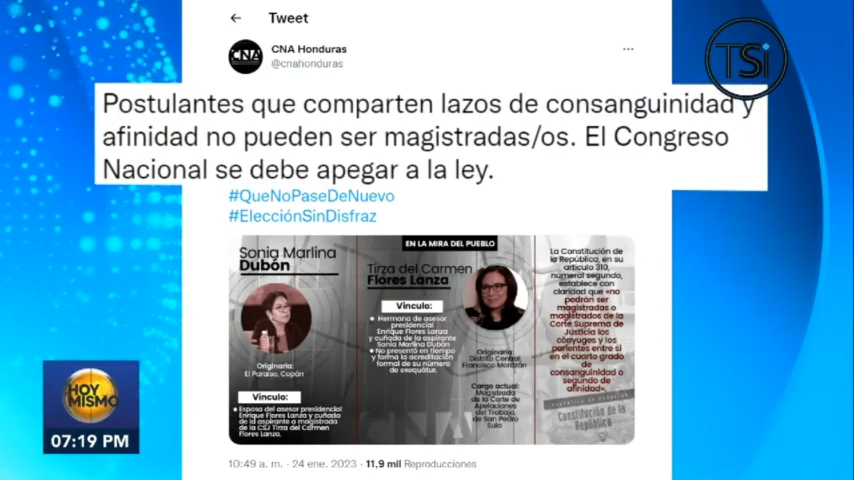 Tweet
TSi
CNA
CNA Honduras
@cnahonduras
Postulantes que comparten lazos de consanguinidad y
afinidad no pueden ser magistradas/os. El Congreso
Nacional se debe apegar a la ley.
#QueNoPaseDeNuevo
#ElecciónSinDisfraz
EN LA MIRA DEL PUEBLO
Sonia Marlina
Dubón
Originaria:
El Paraíso, Copán
Vínculo:
Esposa del asesor presidencial
Enrique Flores Lanza y cuñada de
la aspirante a magistrada
de la CSJ Tirza del Carmen
Flores Lanza.
Tirza del Carmen
Flores Lanza
Vínculo:
Hermana de asesor
presidencial
Enrique Flores Lanza
y cuñada de la aspirante
Sonia Marlina Dubón
No presentó en tiempo
y forma la acreditación
formal de su número
de exequátur.
Originaria:
Distrito Central,
Francisco Morazán
Cargo actual:
Magistrada
de la Corte de
Apelaciones
del Trabajo,
de San Pedro
Sula
La Constitución de
la República, en su
artículo 310,
numeral segundo,
establece con
claridad que «no
podrán ser
magistradas o
magistrados de la
Corte Suprema de
Justicia los
cónyuges y los
parientes entre sí
en el cuarto grado
de
consanguinidad o
segundo de
afinidad».
Constitución de la
República
CNA
10:49 a. m. · 24 ene. 2023 · 11,9 mil Reproducciones
HOY
MISMO
07:19 PM